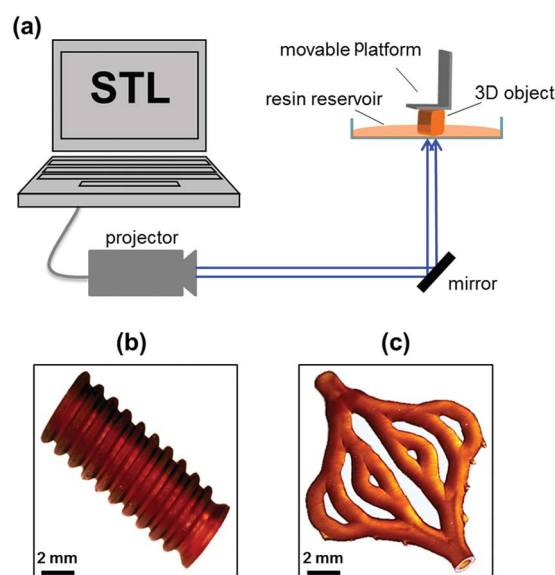 (a)
STL
movable Platform
3D object
resin reservoir
projector
mirror
(b)
(c)
2 mm
2 mm